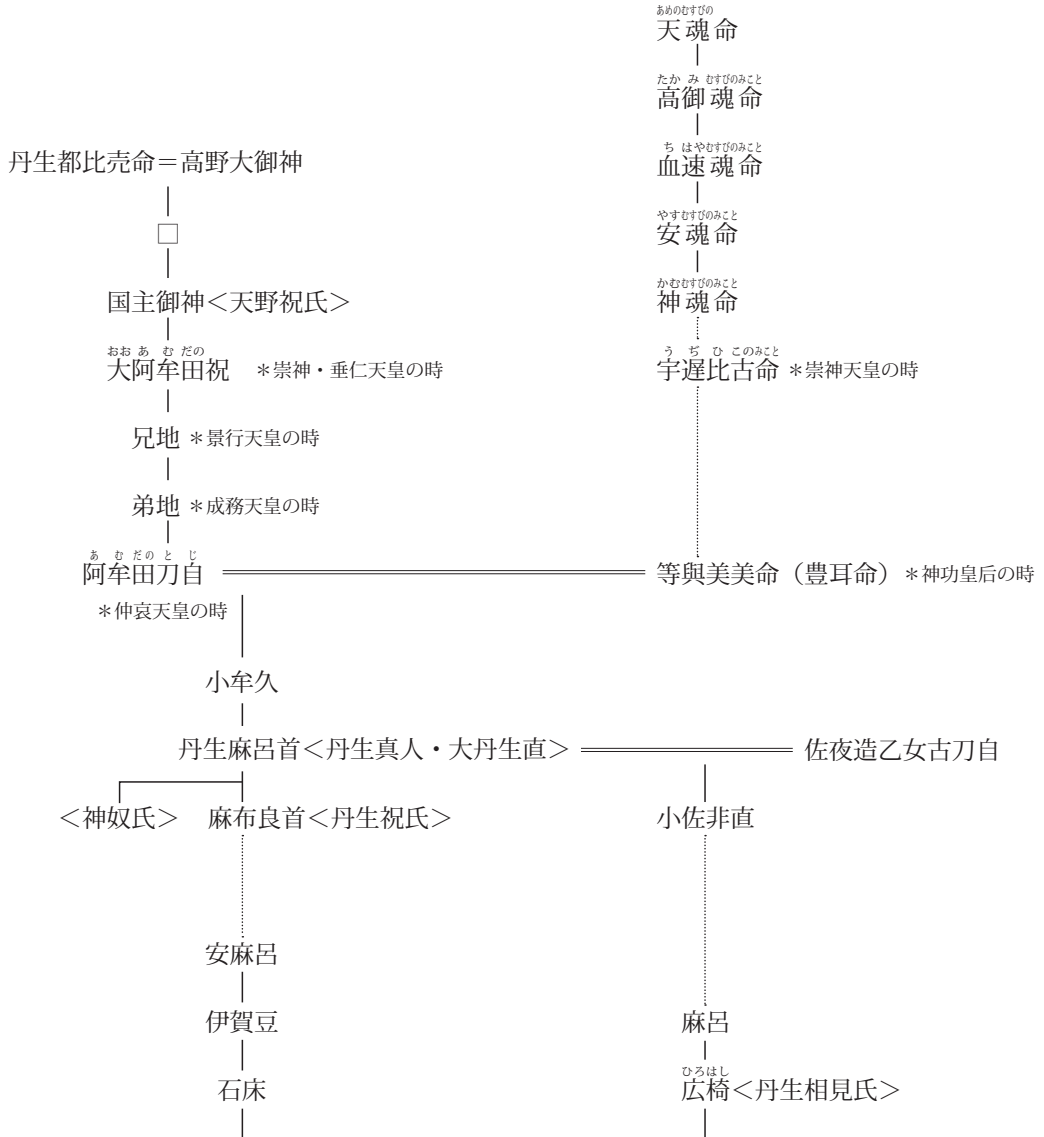 あめのむすびの
天魂命
たかみむすびのみこと
高御魂命
丹生都比売命＝高野大御神
ちはやむすびのみこと
血速魂命
□
やすむすびのみこと
安魂命
国主御神＜天野祝氏＞
かむむすびのみこと
神魂命
おおあむだの
大阿牟田祝 ＊崇神・垂仁天皇の時
うぢひこのみこと
宇遅比古命 ＊崇神天皇の時
兄地 ＊景行天皇の時
弟地 ＊成務天皇の時
あむだのとじ
阿牟田刀自
等與美美命（豊耳命）＊神功皇后の時
＊仲哀天皇の時
小牟久
丹生麻呂首＜丹生真人・大丹生直＞
佐夜造乙女古刀自
＜神奴氏＞ 麻布良首＜丹生祝氏＞
小佐非直
安麻呂
伊賀豆
麻呂
石床
ひろはし
広椅＜丹生相見氏＞